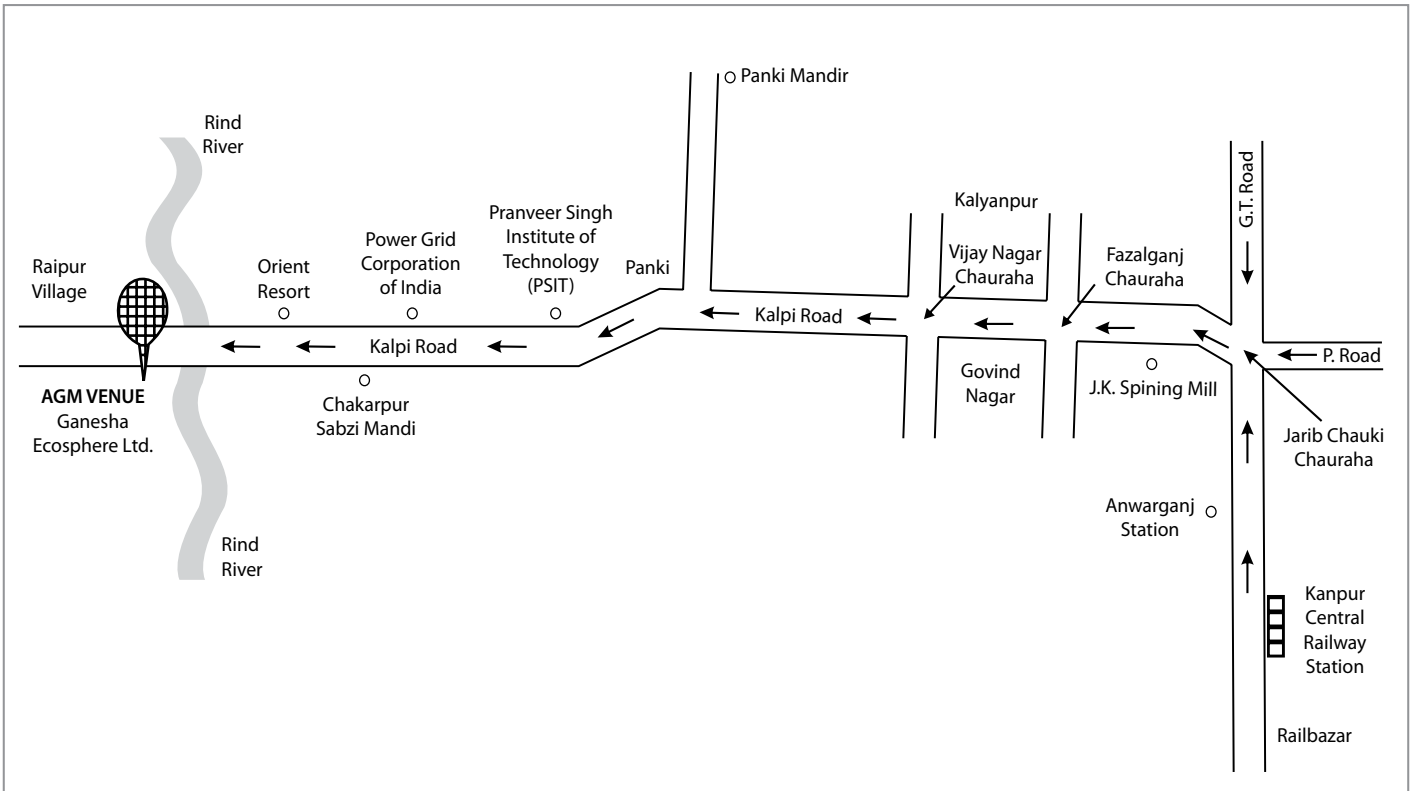 Panki Mandir
Rind
River
G.T. Road
Kalyanpur
Pranveer Singh
Institute of
Technology
(PSIT)
Power Grid
Corporation
of India
Vijay Nagar
Chauraha
Fazalganj
Chauraha
Raipur
Village
Orient
Resort
Panki
Kalpi Road
Kalpi Road
P. Road
Govind
Nagar
J.K. Spining Mill
AGM VENUE
Ganesha
Ecosphere Ltd.
Chakarpur
Sabzi Mandi
Jarib Chauki
Chauraha
Anwarganj
Station
Rind
River
Kanpur
Central
Railway
Station
Railbazar